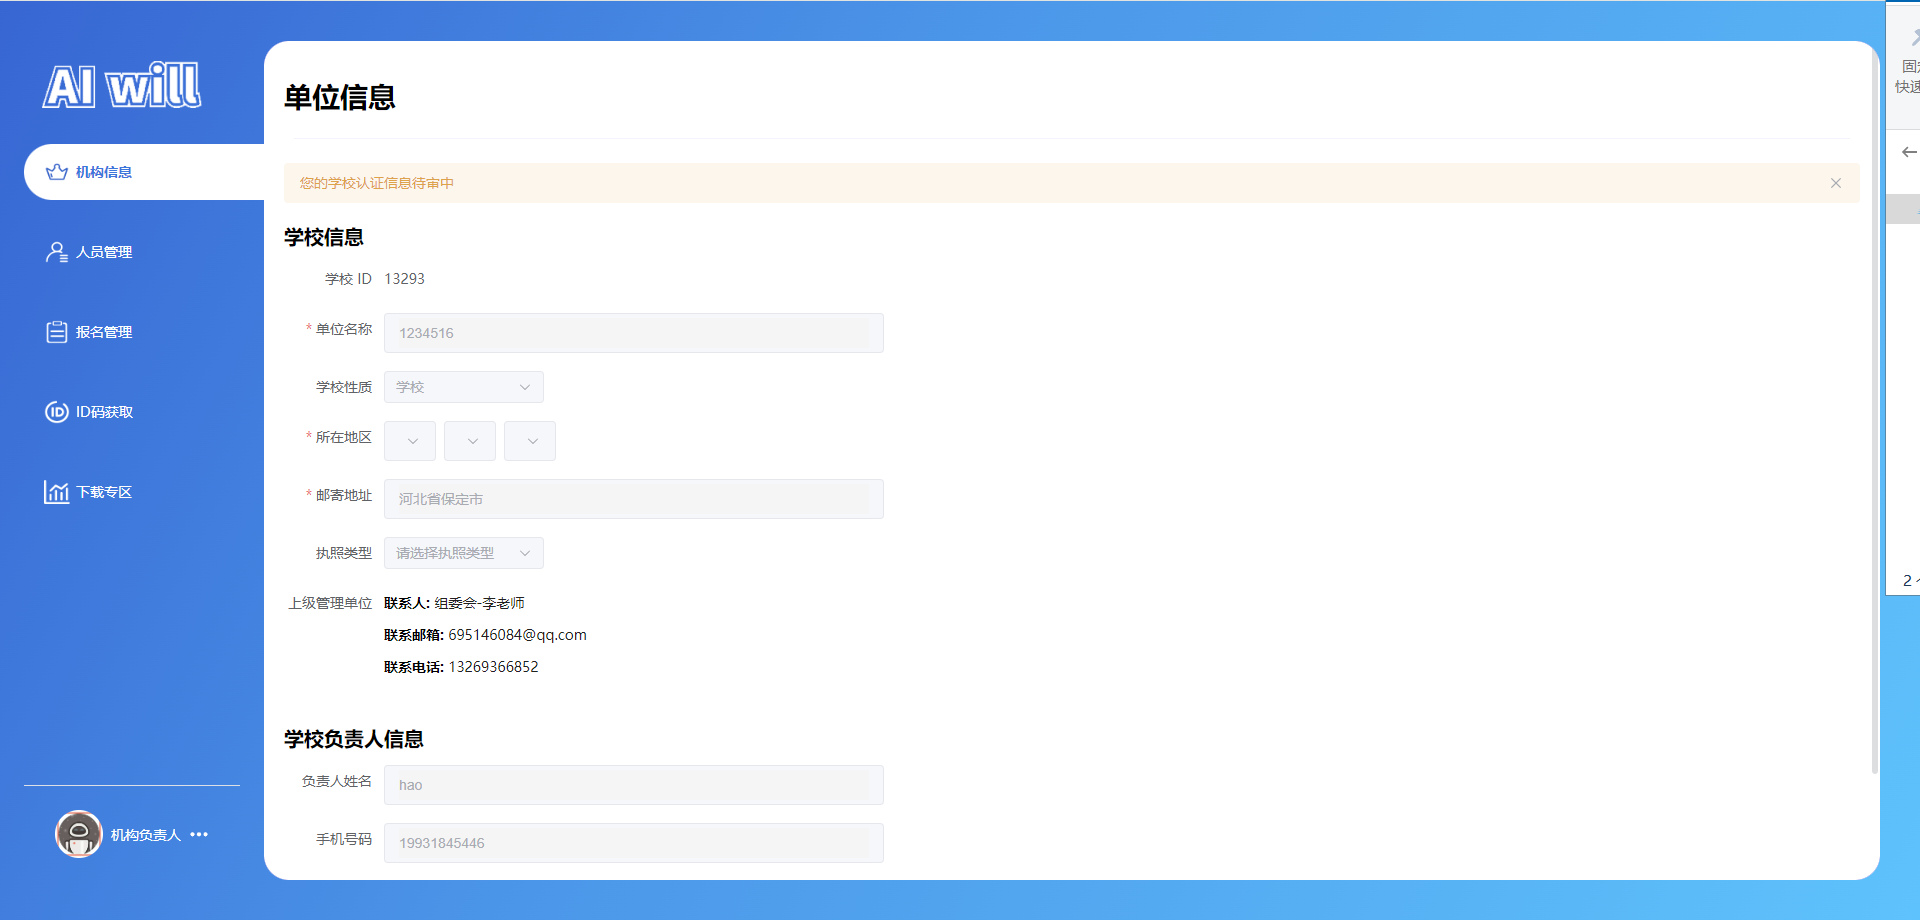 AI will
机构信息
人员管理
报名管理
ID码获取
下载专区
机构负责人 •••
单位信息
您的学校认证信息待审中
学校信息
学校 ID 13293
* 单位名称 1234516
学校性质 学校
* 所在地区
* 邮寄地址 河北省保定市
执照类型 请选择执照类型
上级管理单位 联系人: 组委会-李老师
联系邮箱: 695146084@qq.com
联系电话: 13269366852
学校负责人信息
负责人姓名 hao
手机号码 19931845446
快速
2